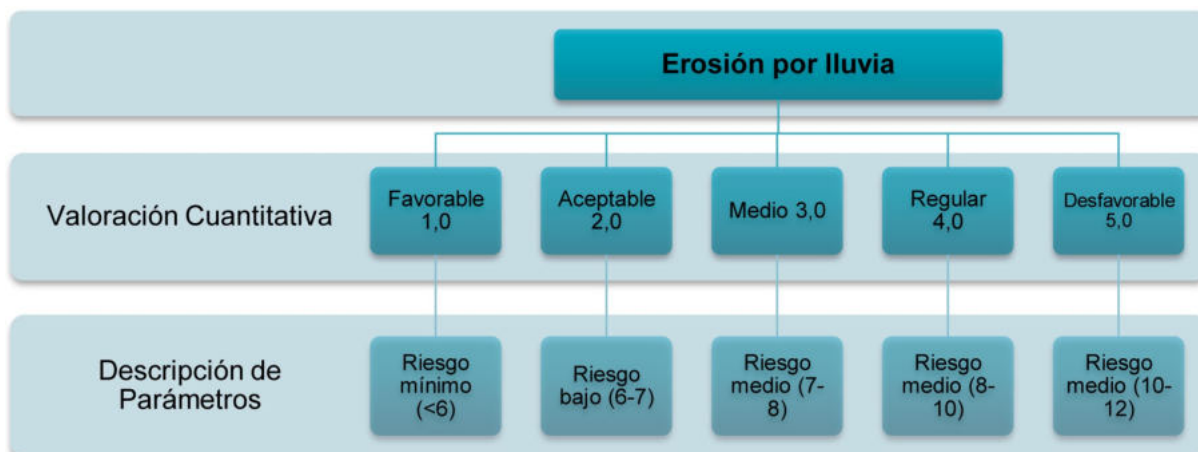 Erosión por lluvia
Valoración Cuantitativa
Favorable
1,0
Aceptable
2,0
Medio 3,0
Regular
4,0
Desfavorable
5,0
Descripción de
Parámetros
Riesgo
mínimo
(<6)
Riesgo
bajo (6-7)
Riesgo
medio (7-
8)
Riesgo
medio (8-
10)
Riesgo
medio (10-
12)